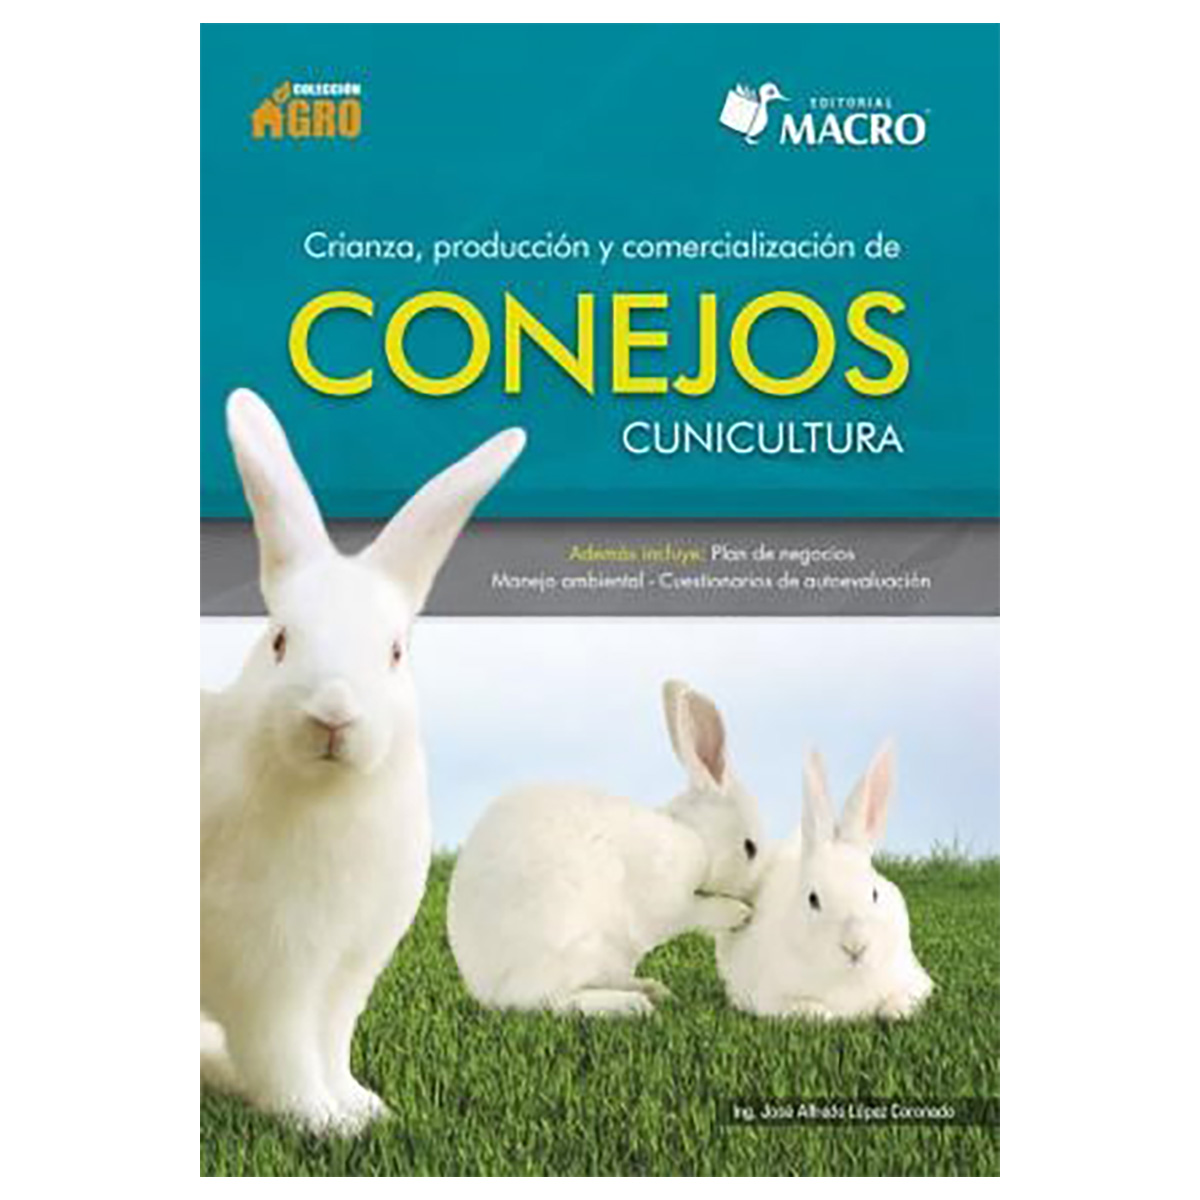 COLECCIÓN
AGRO
EDITORIAL
MACRO
Crianza, producción y comercialización de
CONEJOS
CUNICULTURA
Además incluye: Plan de negocios
Manejo ambiental - Cuestionarios de autoevaluación
Ing. José Alfredo López Coronado